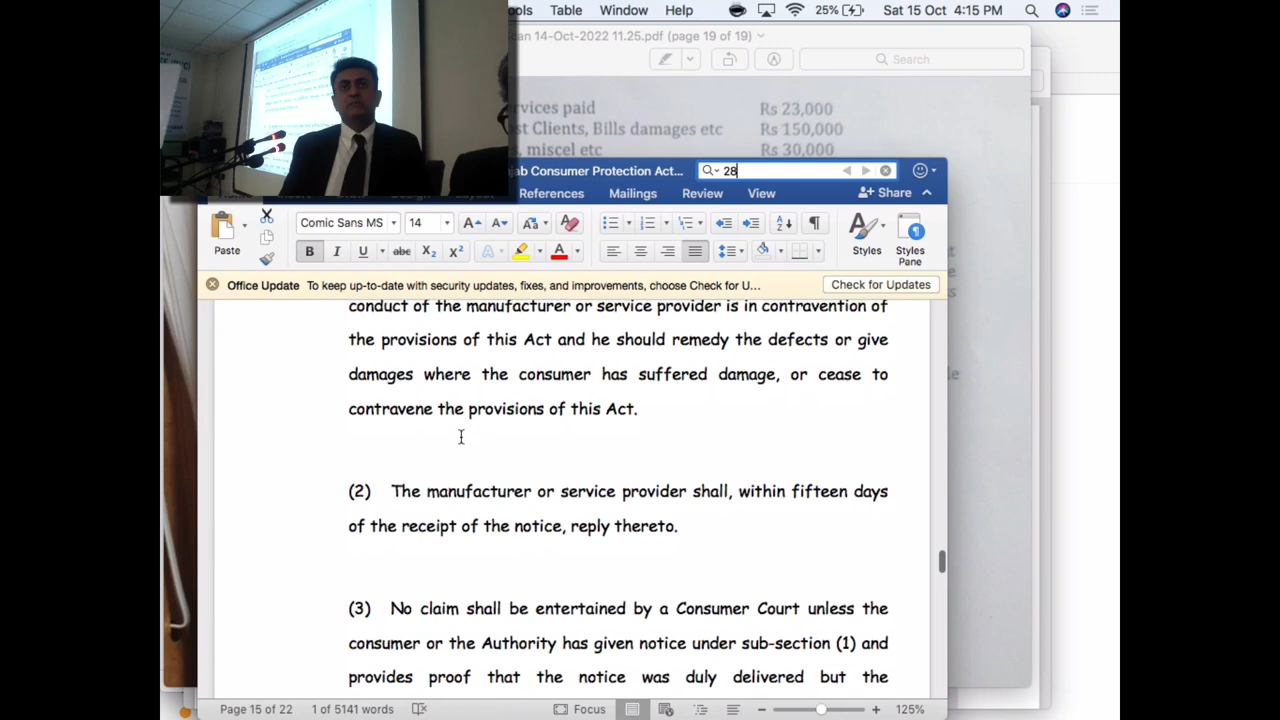 ools Table Window Help 25% Sat 15 Oct 4:15 PM
Scan 14-Oct-2022 11.25.pdf (page 19 of 19)
Search
ervices paid Rs 23,000
st Clients, Bills damages etc Rs 150,000
s, miscel etc Rs 30,000
jab Consumer Protection Act... 28
References Mailings Review View Share
Paste Comic Sans MS 14 Styles Styles Pane
Office Update To keep up-to-date with security updates, fixes, and improvements, choose Check for U... Check for Updates
conduct of the manufacturer or service provider is in contravention of
the provisions of this Act and he should remedy the defects or give
damages where the consumer has suffered damage, or cease to
contravene the provisions of this Act.
(2) The manufacturer or service provider shall, within fifteen days
of the receipt of the notice, reply thereto.
(3) No claim shall be entertained by a Consumer Court unless the
consumer or the Authority has given notice under sub-section (1) and
provides proof that the notice was duly delivered but the
Page 15 of 22 1 of 5141 words Focus 125%